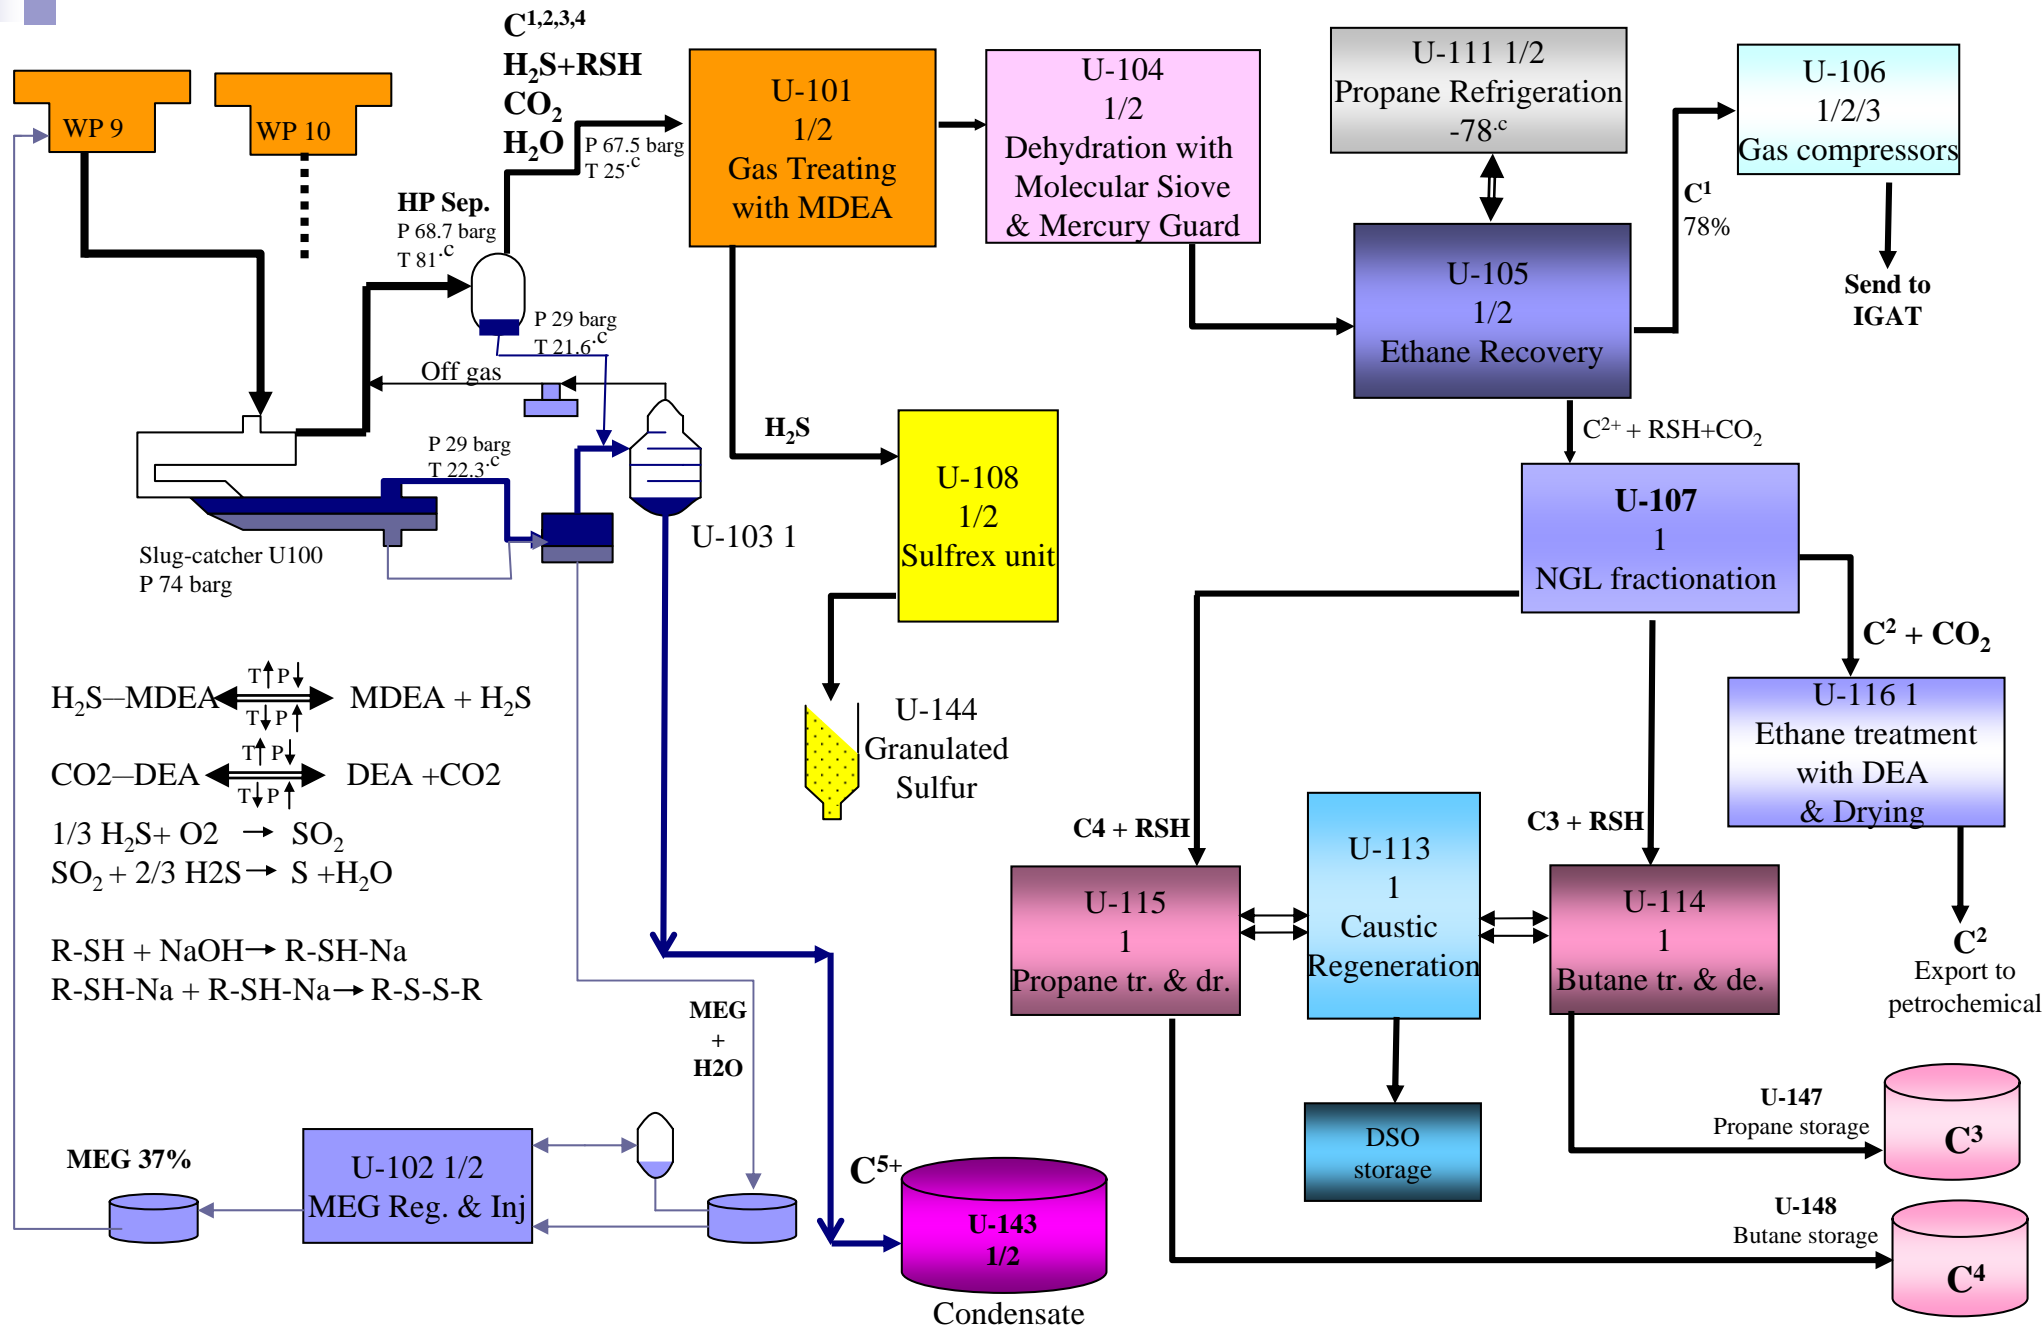 C1,2,3,4
H2S+RSH
CO2
H2O
WP 9
WP 10
P 67.5 barg
T 25.c
HP Sep.
P 68.7 barg
T 81.c
U-101
1/2
Gas Treating
with MDEA
U-104
1/2
Dehydration with
Molecular Siove
& Mercury Guard
U-111 1/2
Propane Refrigeration
-78.c
U-106
1/2/3
Gas compressors
C1
78%
Send to
IGAT
U-105
1/2
Ethane Recovery
P 29 barg
T 21.6.c
Off gas
P 29 barg
T 22.3.c
U-103 1
Slug-catcher U100
P 74 barg
H2S
U-108
1/2
Sulfrex unit
U-144
Granulated
Sulfur
C2+ + RSH+CO2
U-107
1
NGL fractionation
C2 + CO2
U-116 1
Ethane treatment
with DEA
& Drying
C2
Export to
petrochemical
T↑ P↓
H2S–MDEA ⟺ MDEA + H2S
T↓ P↑
T↑ P↓
CO2–DEA ⟺ DEA +CO2
T↓ P↑
1/3 H2S+ O2 → SO2
SO2 + 2/3 H2S → S +H2O
R-SH + NaOH → R-SH-Na
R-SH-Na + R-SH-Na → R-S-S-R
C4 + RSH
C3 + RSH
U-115
1
Propane tr. & dr.
U-113
1
Caustic
Regeneration
U-114
1
Butane tr. & de.
DSO
storage
U-147
Propane storage
C3
U-148
Butane storage
C4
MEG
+
H2O
MEG 37%
U-102 1/2
MEG Reg. & Inj
C5+
U-143
1/2
Condensate